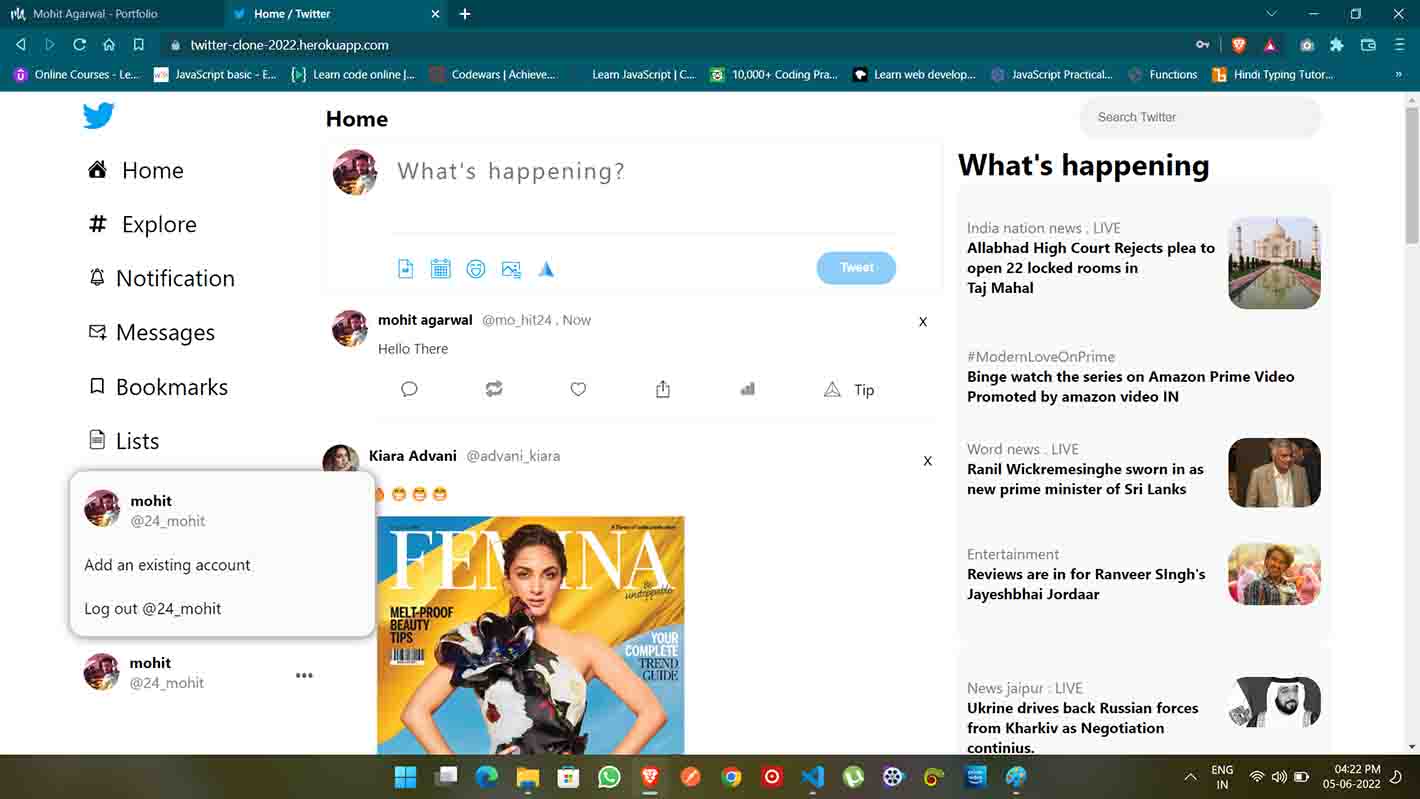 Mohit Agarwal - Portfolio
Home / Twitter
twitter-clone-2022.herokuapp.com
Online Courses - Le...
JavaScript basic - E...
Learn code online |...
Codewars | Achieve...
Learn JavaScript | C...
10,000+ Coding Pra...
Learn web develop...
JavaScript Practical...
Functions
Hindi Typing Tutor...
»
Home
Explore
Notification
Messages
Bookmarks
Lists
mohit
@24_mohit
Add an existing account
Log out @24_mohit
mohit
@24_mohit
Home
What's happening?
Tweet
mohit agarwal @mo_hit24 . Now
X
Hello There
Tip
Kiara Advani @advani_kiara
X
FEMINA
Be unstoppable
MELT-PROOF
BEAUTY
TIPS
YOUR
COMPLETE
TREND
GUIDE
Search Twitter
What's happening
India nation news . LIVE
Allabhad High Court Rejects plea to
open 22 locked rooms in
Taj Mahal
#ModernLoveOnPrime
Binge watch the series on Amazon Prime Video
Promoted by amazon video IN
Word news . LIVE
Ranil Wickremesinghe sworn in as
new prime minister of Sri Lanks
Entertainment
Reviews are in for Ranveer SIngh's
Jayeshbhai Jordaar
News jaipur : LIVE
Ukrine drives back Russian forces
from Kharkiv as Negotiation
continius.
ENG
IN
04:22 PM
05-06-2022